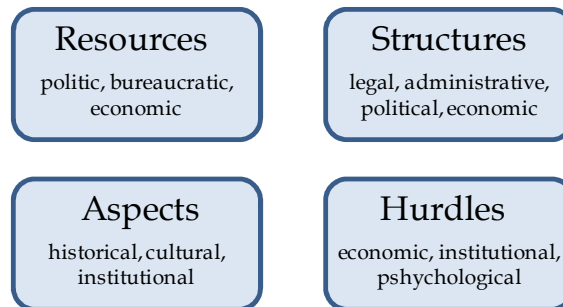 Resources
politic, bureaucratic,
economic
Structures
legal, administrative,
political, economic
Aspects
historical, cultural,
institutional
Hurdles
economic, institutional,
pshychological